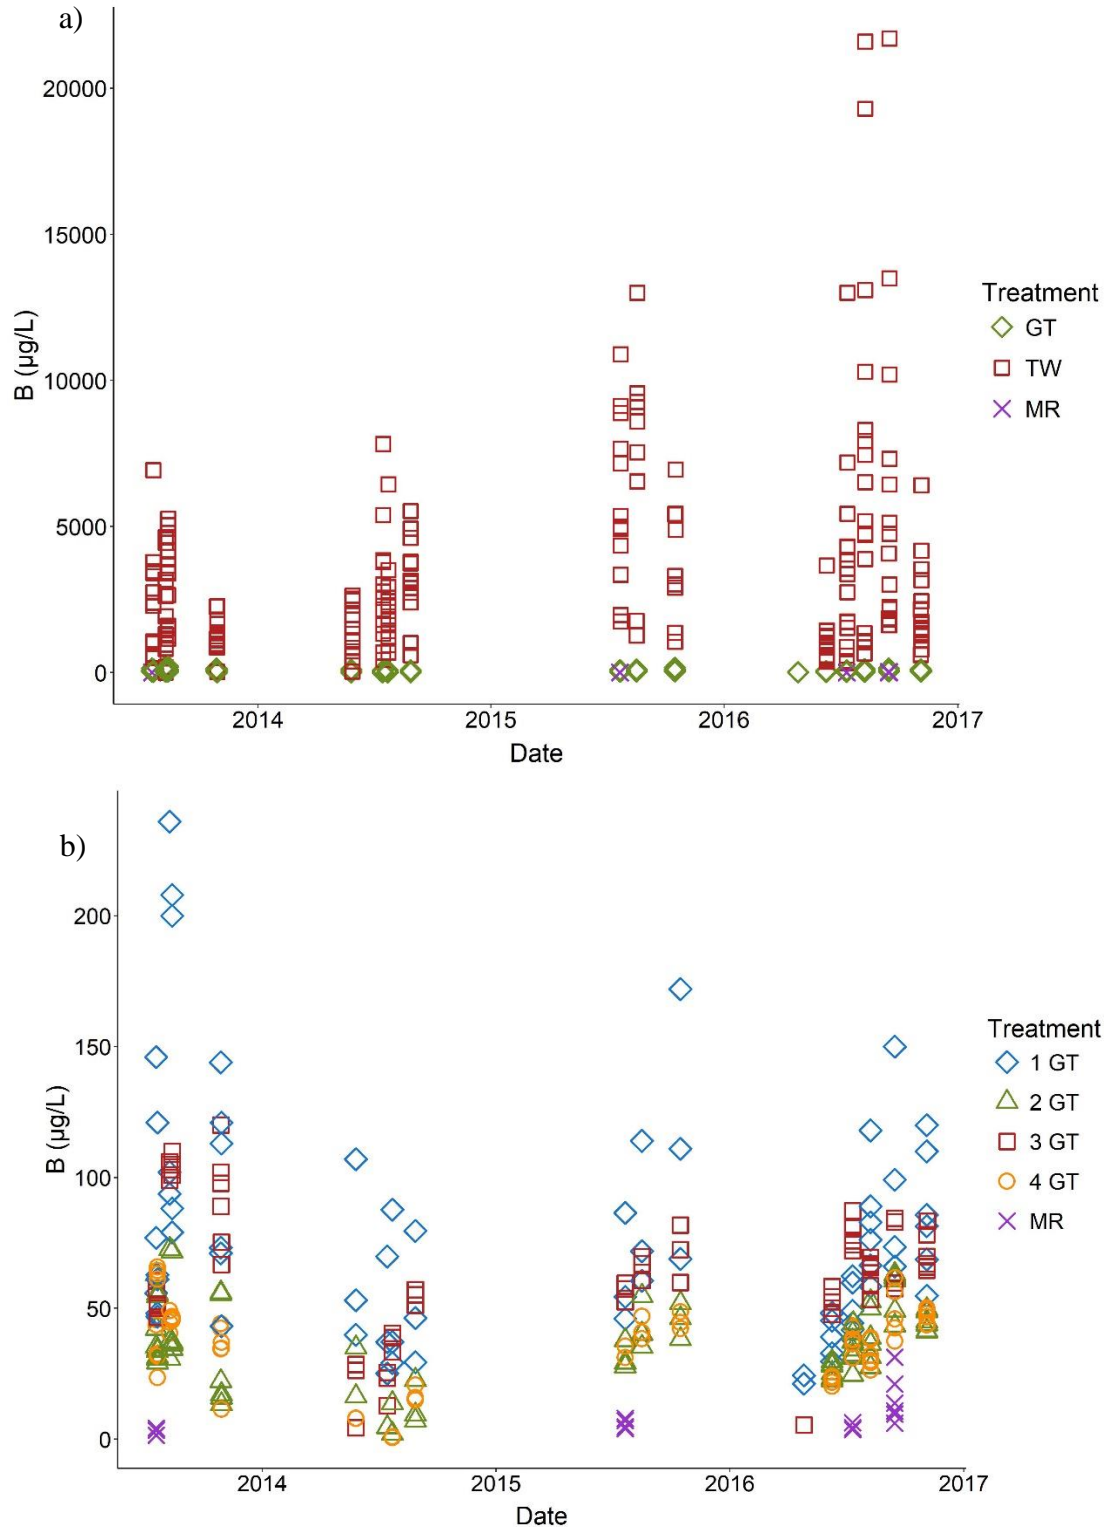 a)
20000
15000
10000
5000
0
B (µg/L)
2014
2015
2016
2017
Date
Treatment
GT
TW
MR
b)
200
150
100
50
0
B (µg/L)
2014
2015
2016
2017
Date
Treatment
1 GT
2 GT
3 GT
4 GT
MR